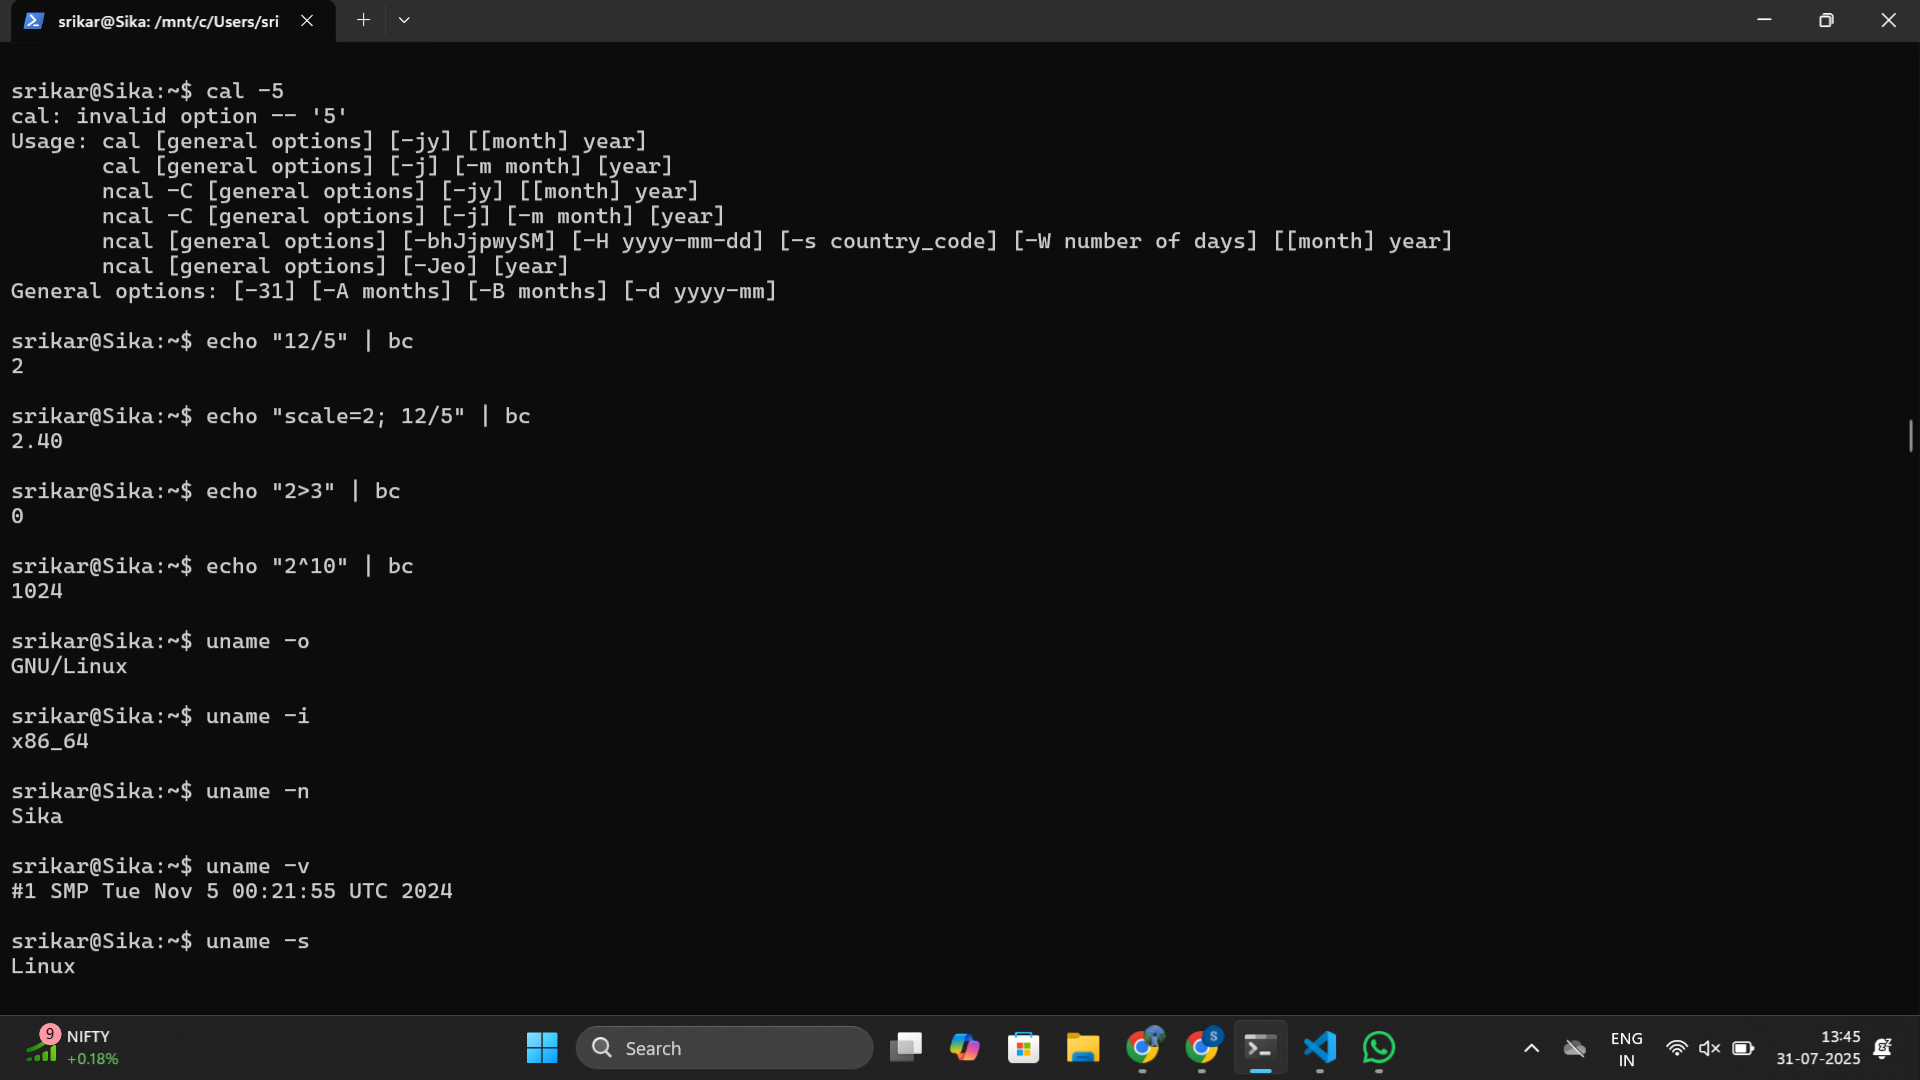 srikar@Sika: /mnt/c/Users/sri
srikar@Sika:~$ cal -5
cal: invalid option -- '5'
Usage: cal [general options] [-jy] [[month] year]
       cal [general options] [-j] [-m month] [year]
       ncal -C [general options] [-jy] [[month] year]
       ncal -C [general options] [-j] [-m month] [year]
       ncal [general options] [-bhJjpwySM] [-H yyyy-mm-dd] [-s country_code] [-W number of days] [[month] year]
       ncal [general options] [-Jeo] [year]
General options: [-31] [-A months] [-B months] [-d yyyy-mm]
srikar@Sika:~$ echo "12/5" | bc
2
srikar@Sika:~$ echo "scale=2; 12/5" | bc
2.40
srikar@Sika:~$ echo "2>3" | bc
0
srikar@Sika:~$ echo "2^10" | bc
1024
srikar@Sika:~$ uname -o
GNU/Linux
srikar@Sika:~$ uname -i
x86_64
srikar@Sika:~$ uname -n
Sika
srikar@Sika:~$ uname -v
#1 SMP Tue Nov 5 00:21:55 UTC 2024
srikar@Sika:~$ uname -s
Linux
9
NIFTY
+0.18%
Search
S
ENG
IN
13:45
31-07-2025